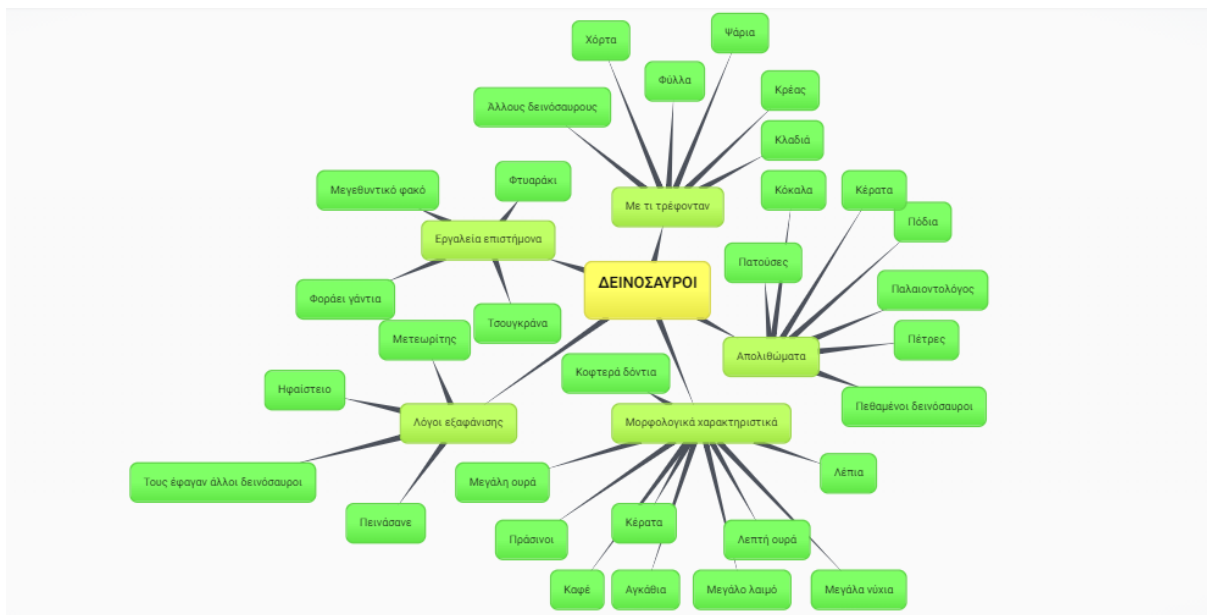 ΔΕΙΝΟΣΑΥΡΟΙ
Με τι τρέφονταν
Χόρτα
Ψάρια
Φύλλα
Άλλους δεινόσαυρους
Κρέας
Κλαδιά
Εργαλεία επιστήμονα
Μεγεθυντικό φακό
Φτυαράκι
Φοράει γάντια
Τσουγκράνα
Απολιθώματα
Κόκαλα
Κέρατα
Πόδια
Πατούσες
Παλαιοντολόγος
Πέτρες
Πεθαμένοι δεινόσαυροι
Λόγοι εξαφάνισης
Μετεωρίτης
Ηφαίστειο
Τους έφαγαν άλλοι δεινόσαυροι
Πεινάσανε
Μορφολογικά χαρακτηριστικά
Κοφτερά δόντια
Μεγάλη ουρά
Λέπια
Πράσινοι
Κέρατα
Λεπτή ουρά
Καφέ
Αγκάθια
Μεγάλο λαιμό
Μεγάλα νύχια